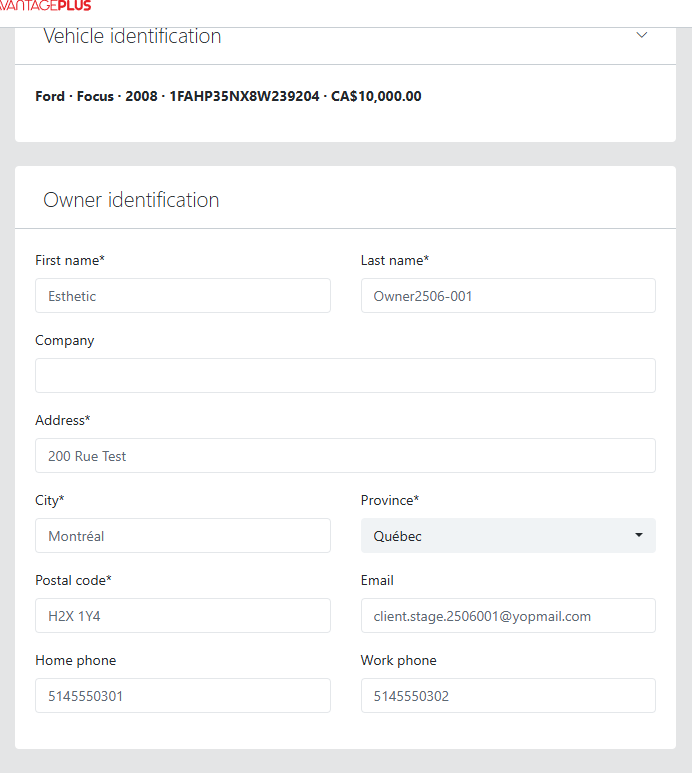 AVANTAGEPLUS
Vehicle identification
Ford · Focus · 2008 · 1FAHP35NX8W239204 · CA$10,000.00
Owner identification
First name* Last name*
Esthetic Owner2506-001
Company
Address*
200 Rue Test
City* Province*
Montréal Québec
Postal code* Email
H2X 1Y4 client.stage.2506001@yopmail.com
Home phone Work phone
5145550301 5145550302